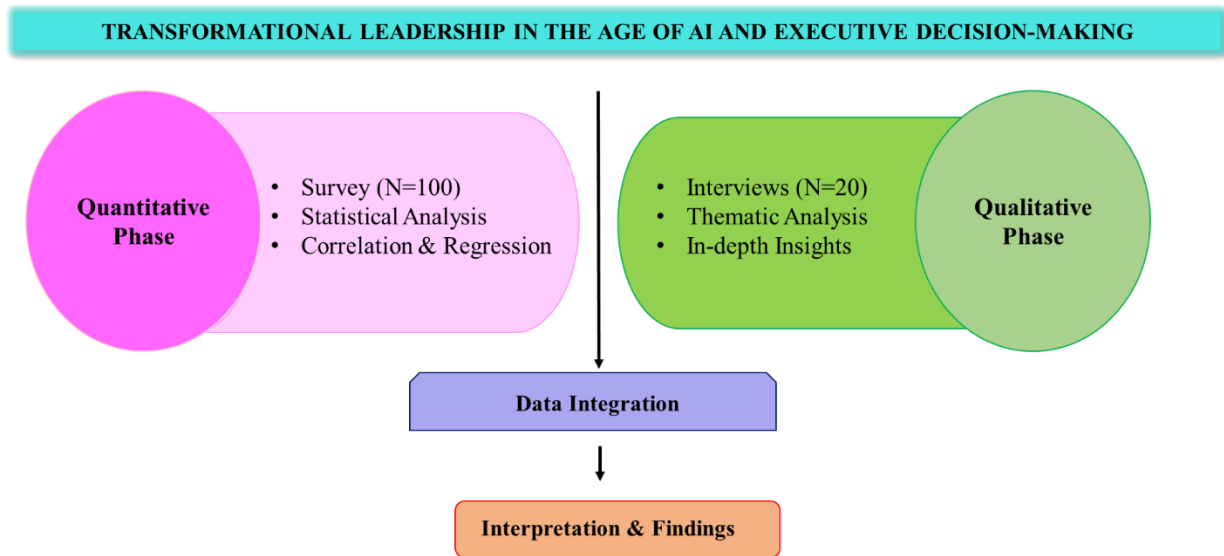 TRANSFORMATIONAL LEADERSHIP IN THE AGE OF AI AND EXECUTIVE DECISION-MAKING
Quantitative
Phase
• Survey (N=100)
• Statistical Analysis
• Correlation & Regression
• Interviews (N=20)
• Thematic Analysis
• In-depth Insights
Qualitative
Phase
Data Integration
Interpretation & Findings